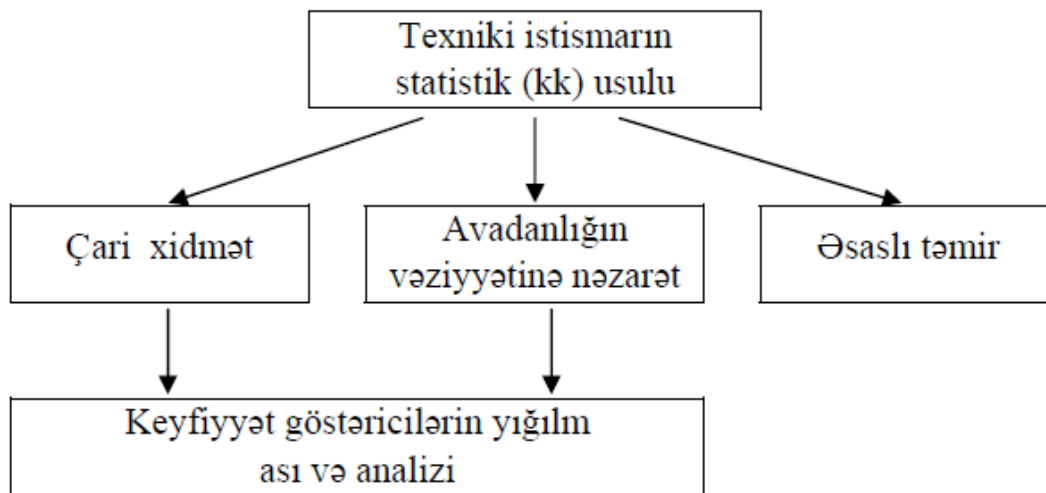 Texniki istismarın
statistik (kk) usulu
Çari xidmət
Avadanlığın
vəziyyətinə nəzarət
Əsaslı təmir
Keyfiyyət göstəricilərin yığılm
ası və analizi